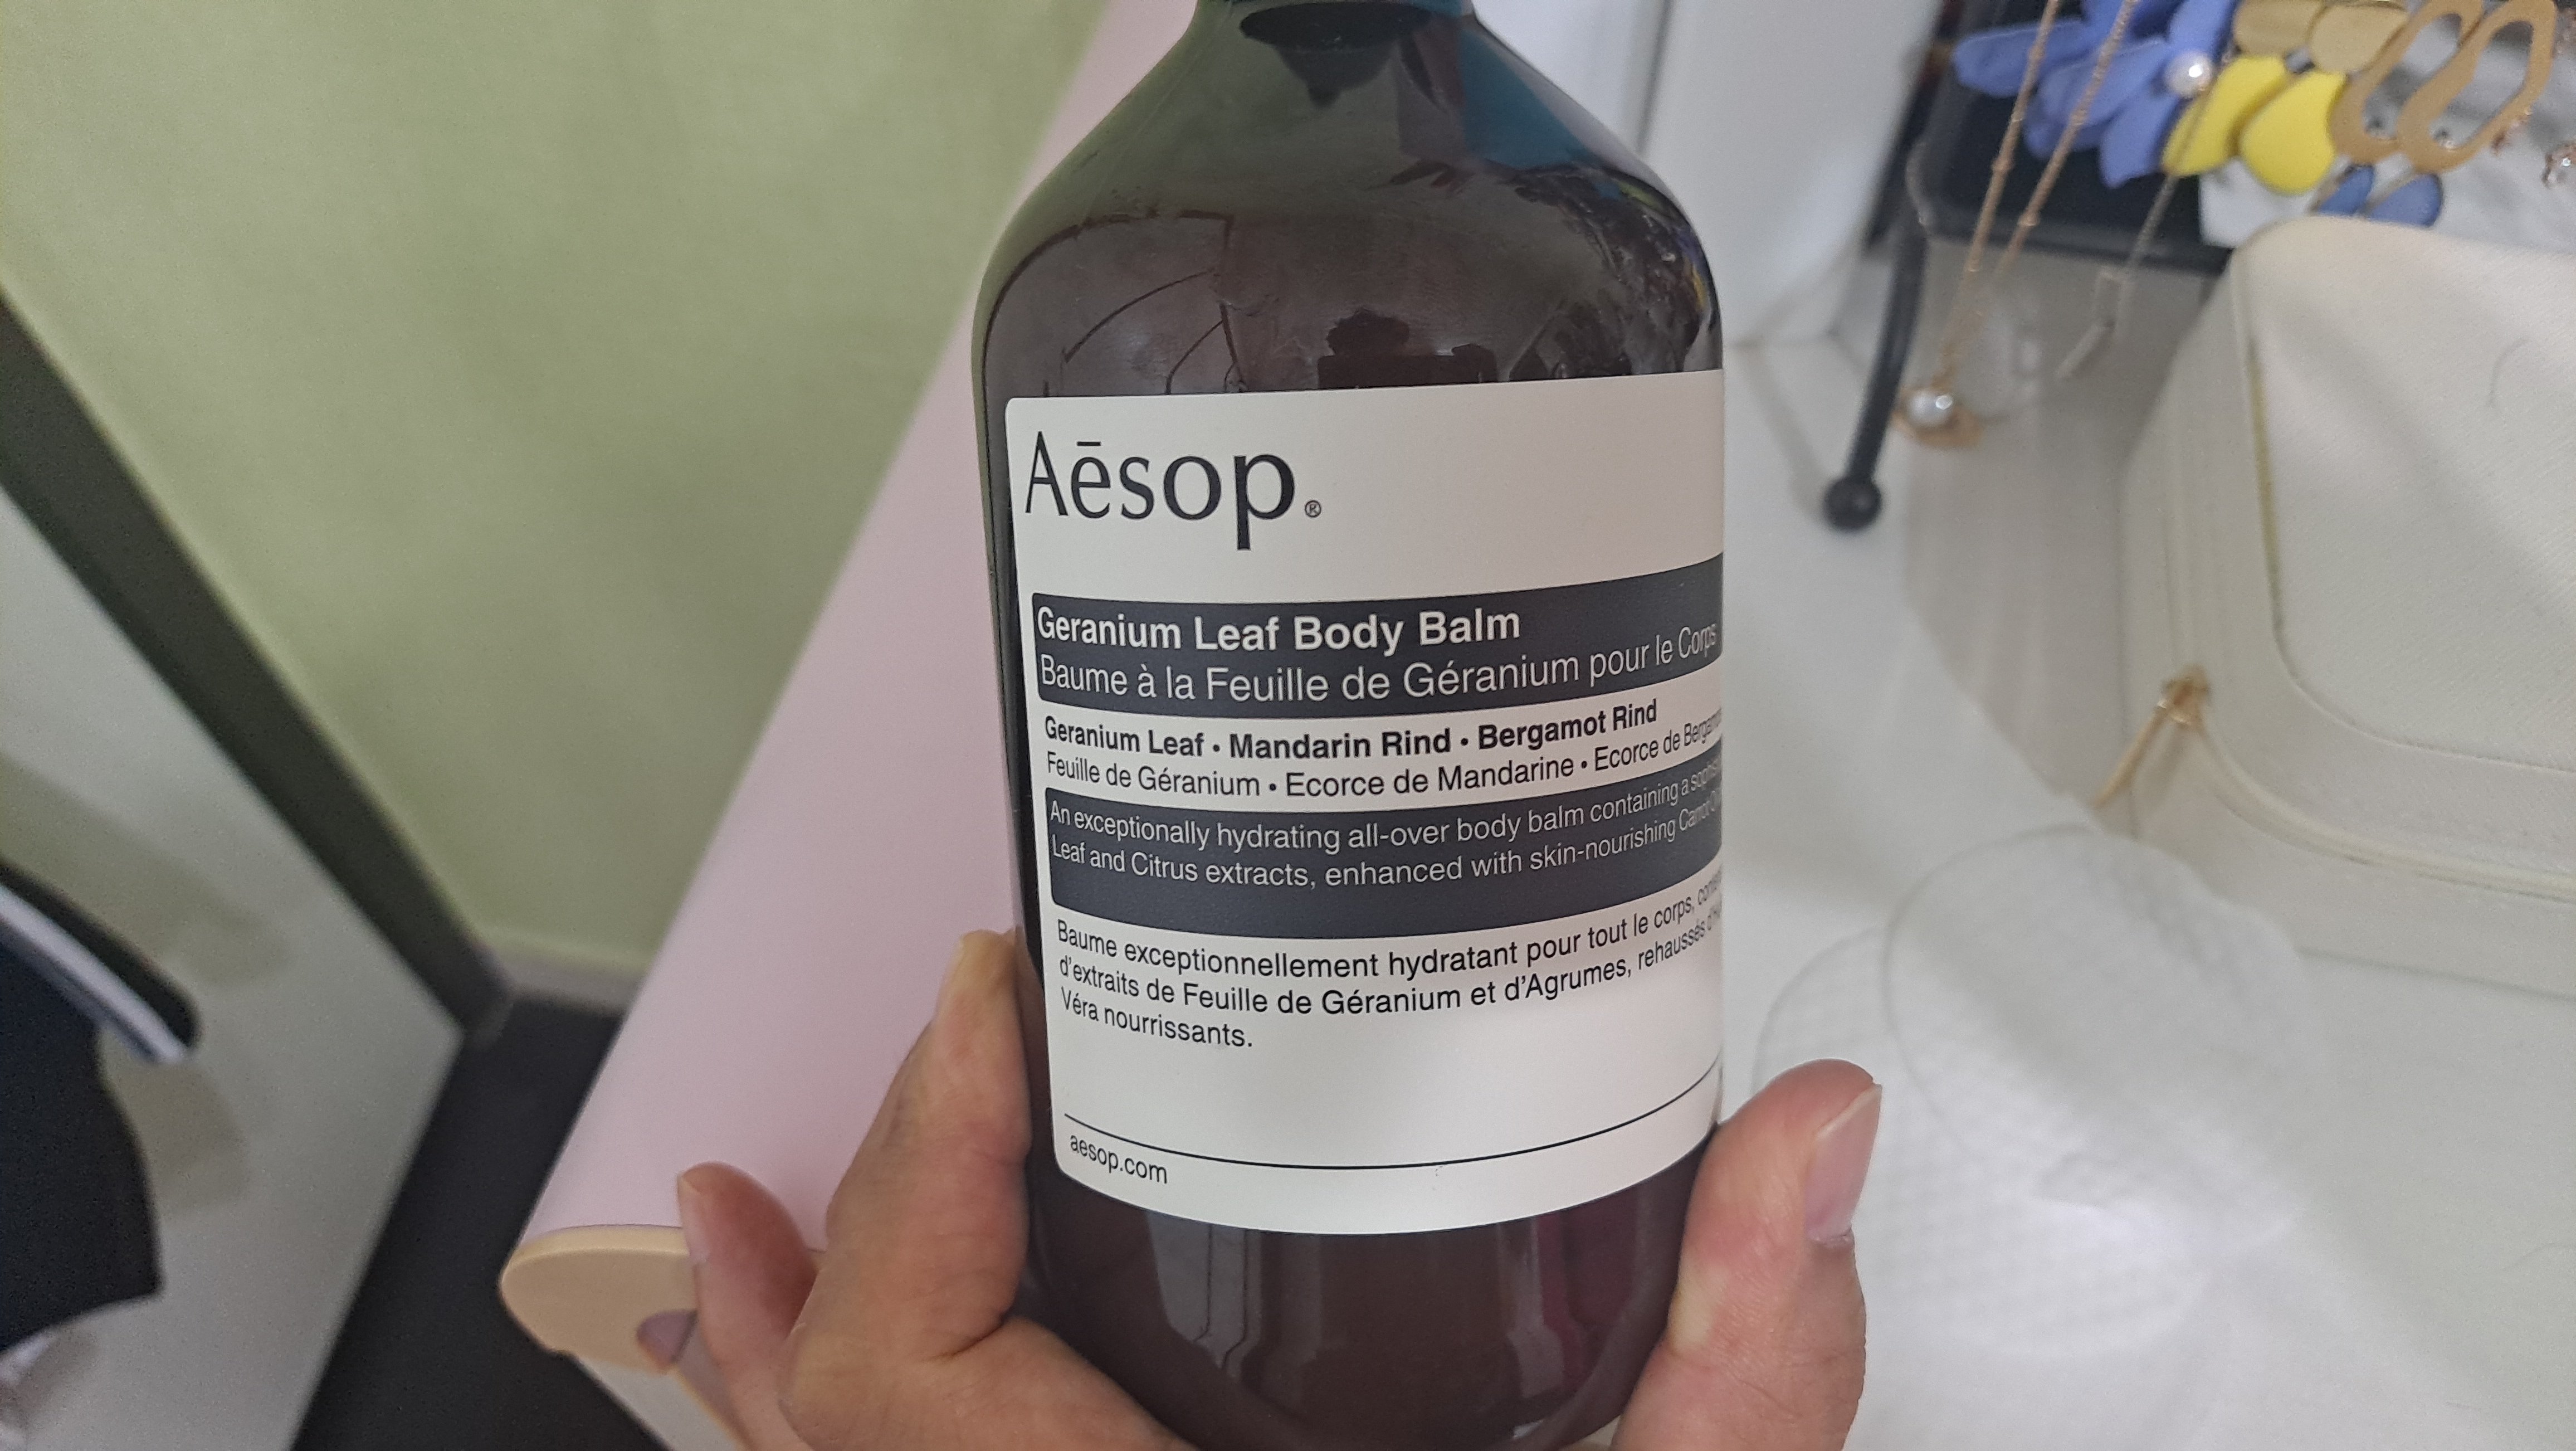 Aēsop®
Geranium Leaf Body Balm
Baume à la Feuille de Géranium pour le Corps
Geranium Leaf • Mandarin Rind • Bergamot Rind
Feuille de Géranium • Ecorce de Mandarine • Ecorce de
An exceptionally hydrating all-over body balm containing a
Leaf and Citrus extracts, enhanced with skin-nourishing Carrot
Baume exceptionnellement hydratant pour tout le corps,
d'extraits de Feuille de Géranium et d'Agrumes, rehaussés
Véra nourrissants.
aesop.com